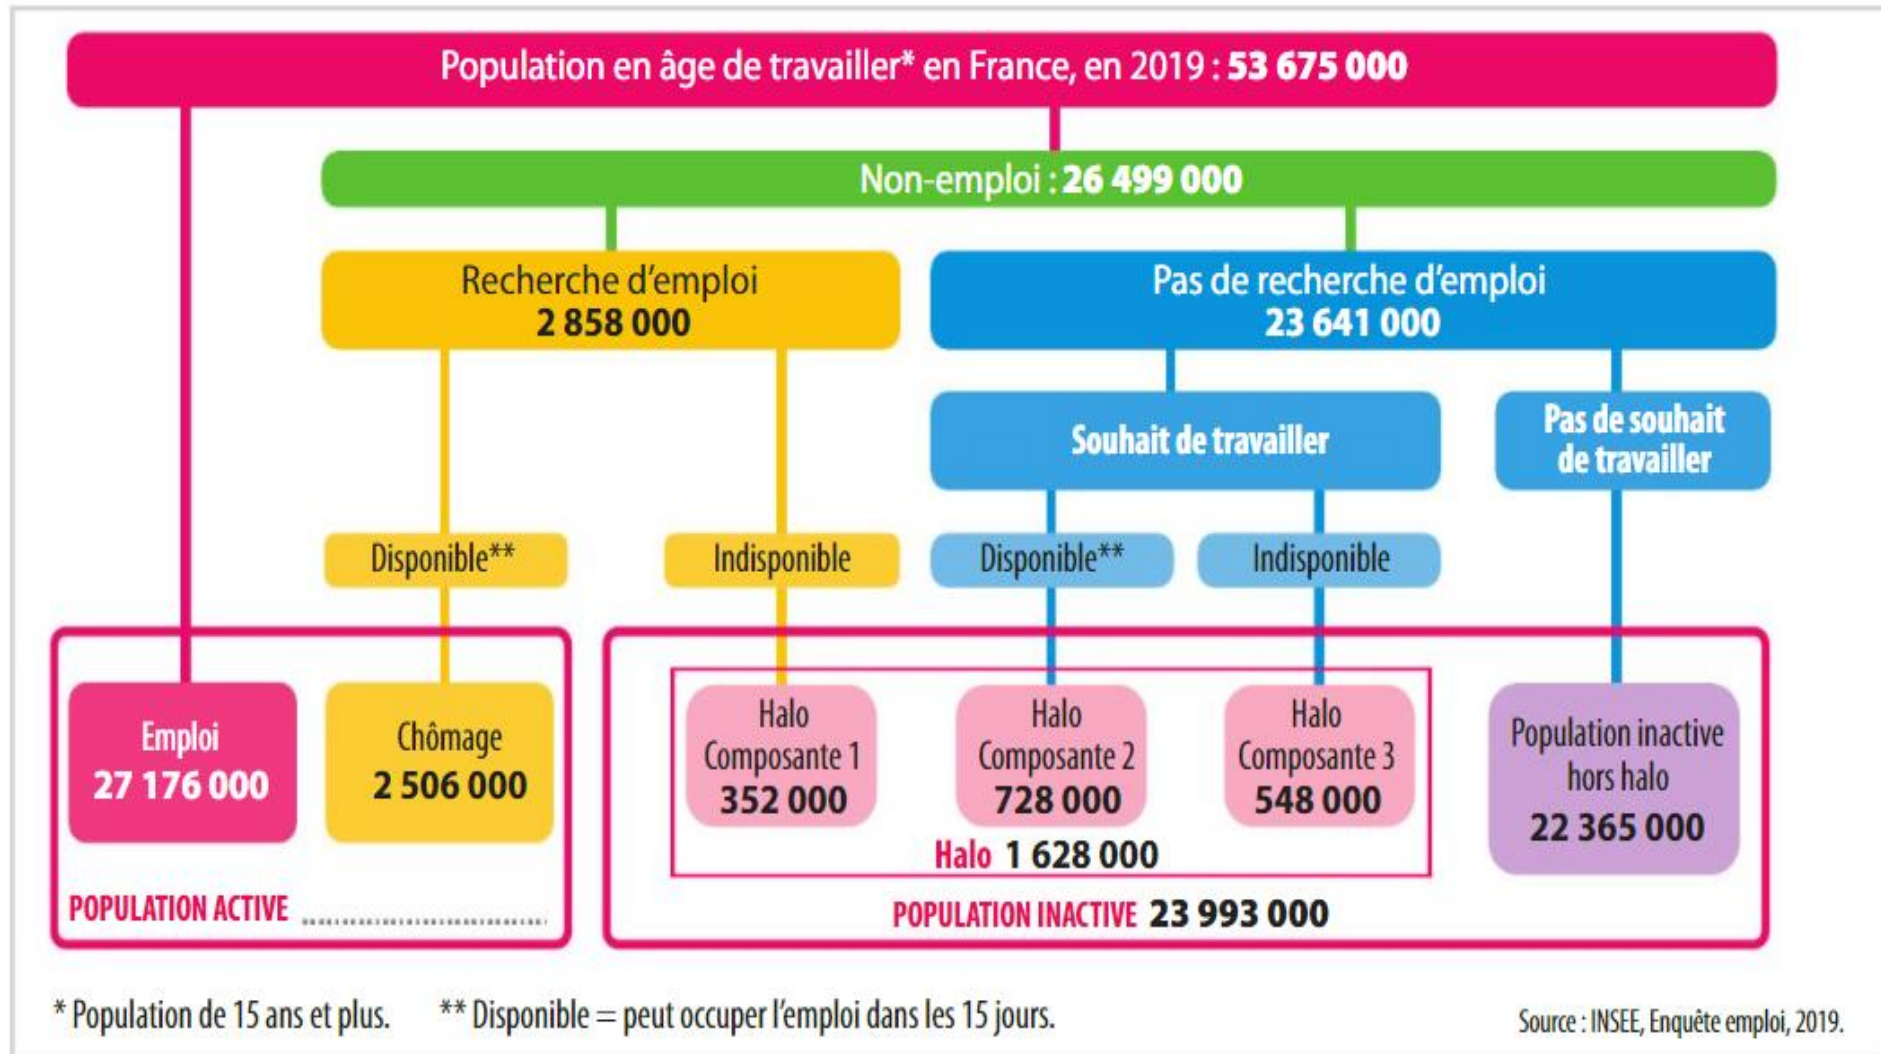 Population en âge de travailler* en France, en 2019 : 53 675 000
Non-emploi : 26 499 000
Recherche d’emploi
2 858 000
Pas de recherche d’emploi
23 641 000
Souhait de travailler
Pas de souhait
de travailler
Disponible**
Indisponible
Disponible**
Indisponible
Emploi
27 176 000
Chômage
2 506 000
Halo
Composante 1
352 000
Halo
Composante 2
728 000
Halo
Composante 3
548 000
Population inactive
hors halo
22 365 000
Halo 1 628 000
POPULATION ACTIVE ........................................
POPULATION INACTIVE 23 993 000
* Population de 15 ans et plus.
** Disponible = peut occuper l’emploi dans les 15 jours.
Source : INSEE, Enquête emploi, 2019.